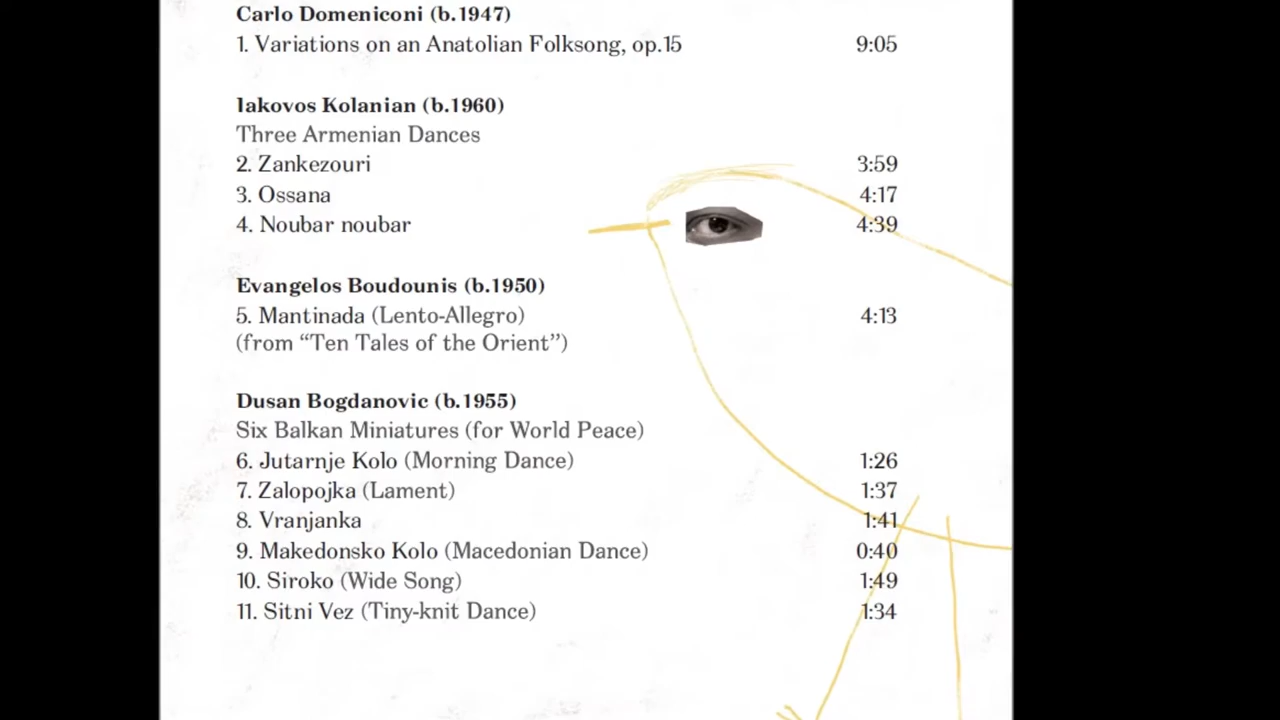 Carlo Domeniconi (b.1947)
1. Variations on an Anatolian Folksong, op.15 9:05
Iakovos Kolanian (b.1960)
Three Armenian Dances
2. Zankezouri 3:59
3. Ossana 4:17
4. Noubar noubar 4:39
Evangelos Boudounis (b.1950)
5. Mantinada (Lento-Allegro) 4:13
(from “Ten Tales of the Orient”)
Dusan Bogdanovic (b.1955)
Six Balkan Miniatures (for World Peace)
6. Jutarnje Kolo (Morning Dance) 1:26
7. Zalopojka (Lament) 1:37
8. Vranjanka 1:41
9. Makedonsko Kolo (Macedonian Dance) 0:40
10. Siroko (Wide Song) 1:49
11. Sitni Vez (Tiny-knit Dance) 1:34